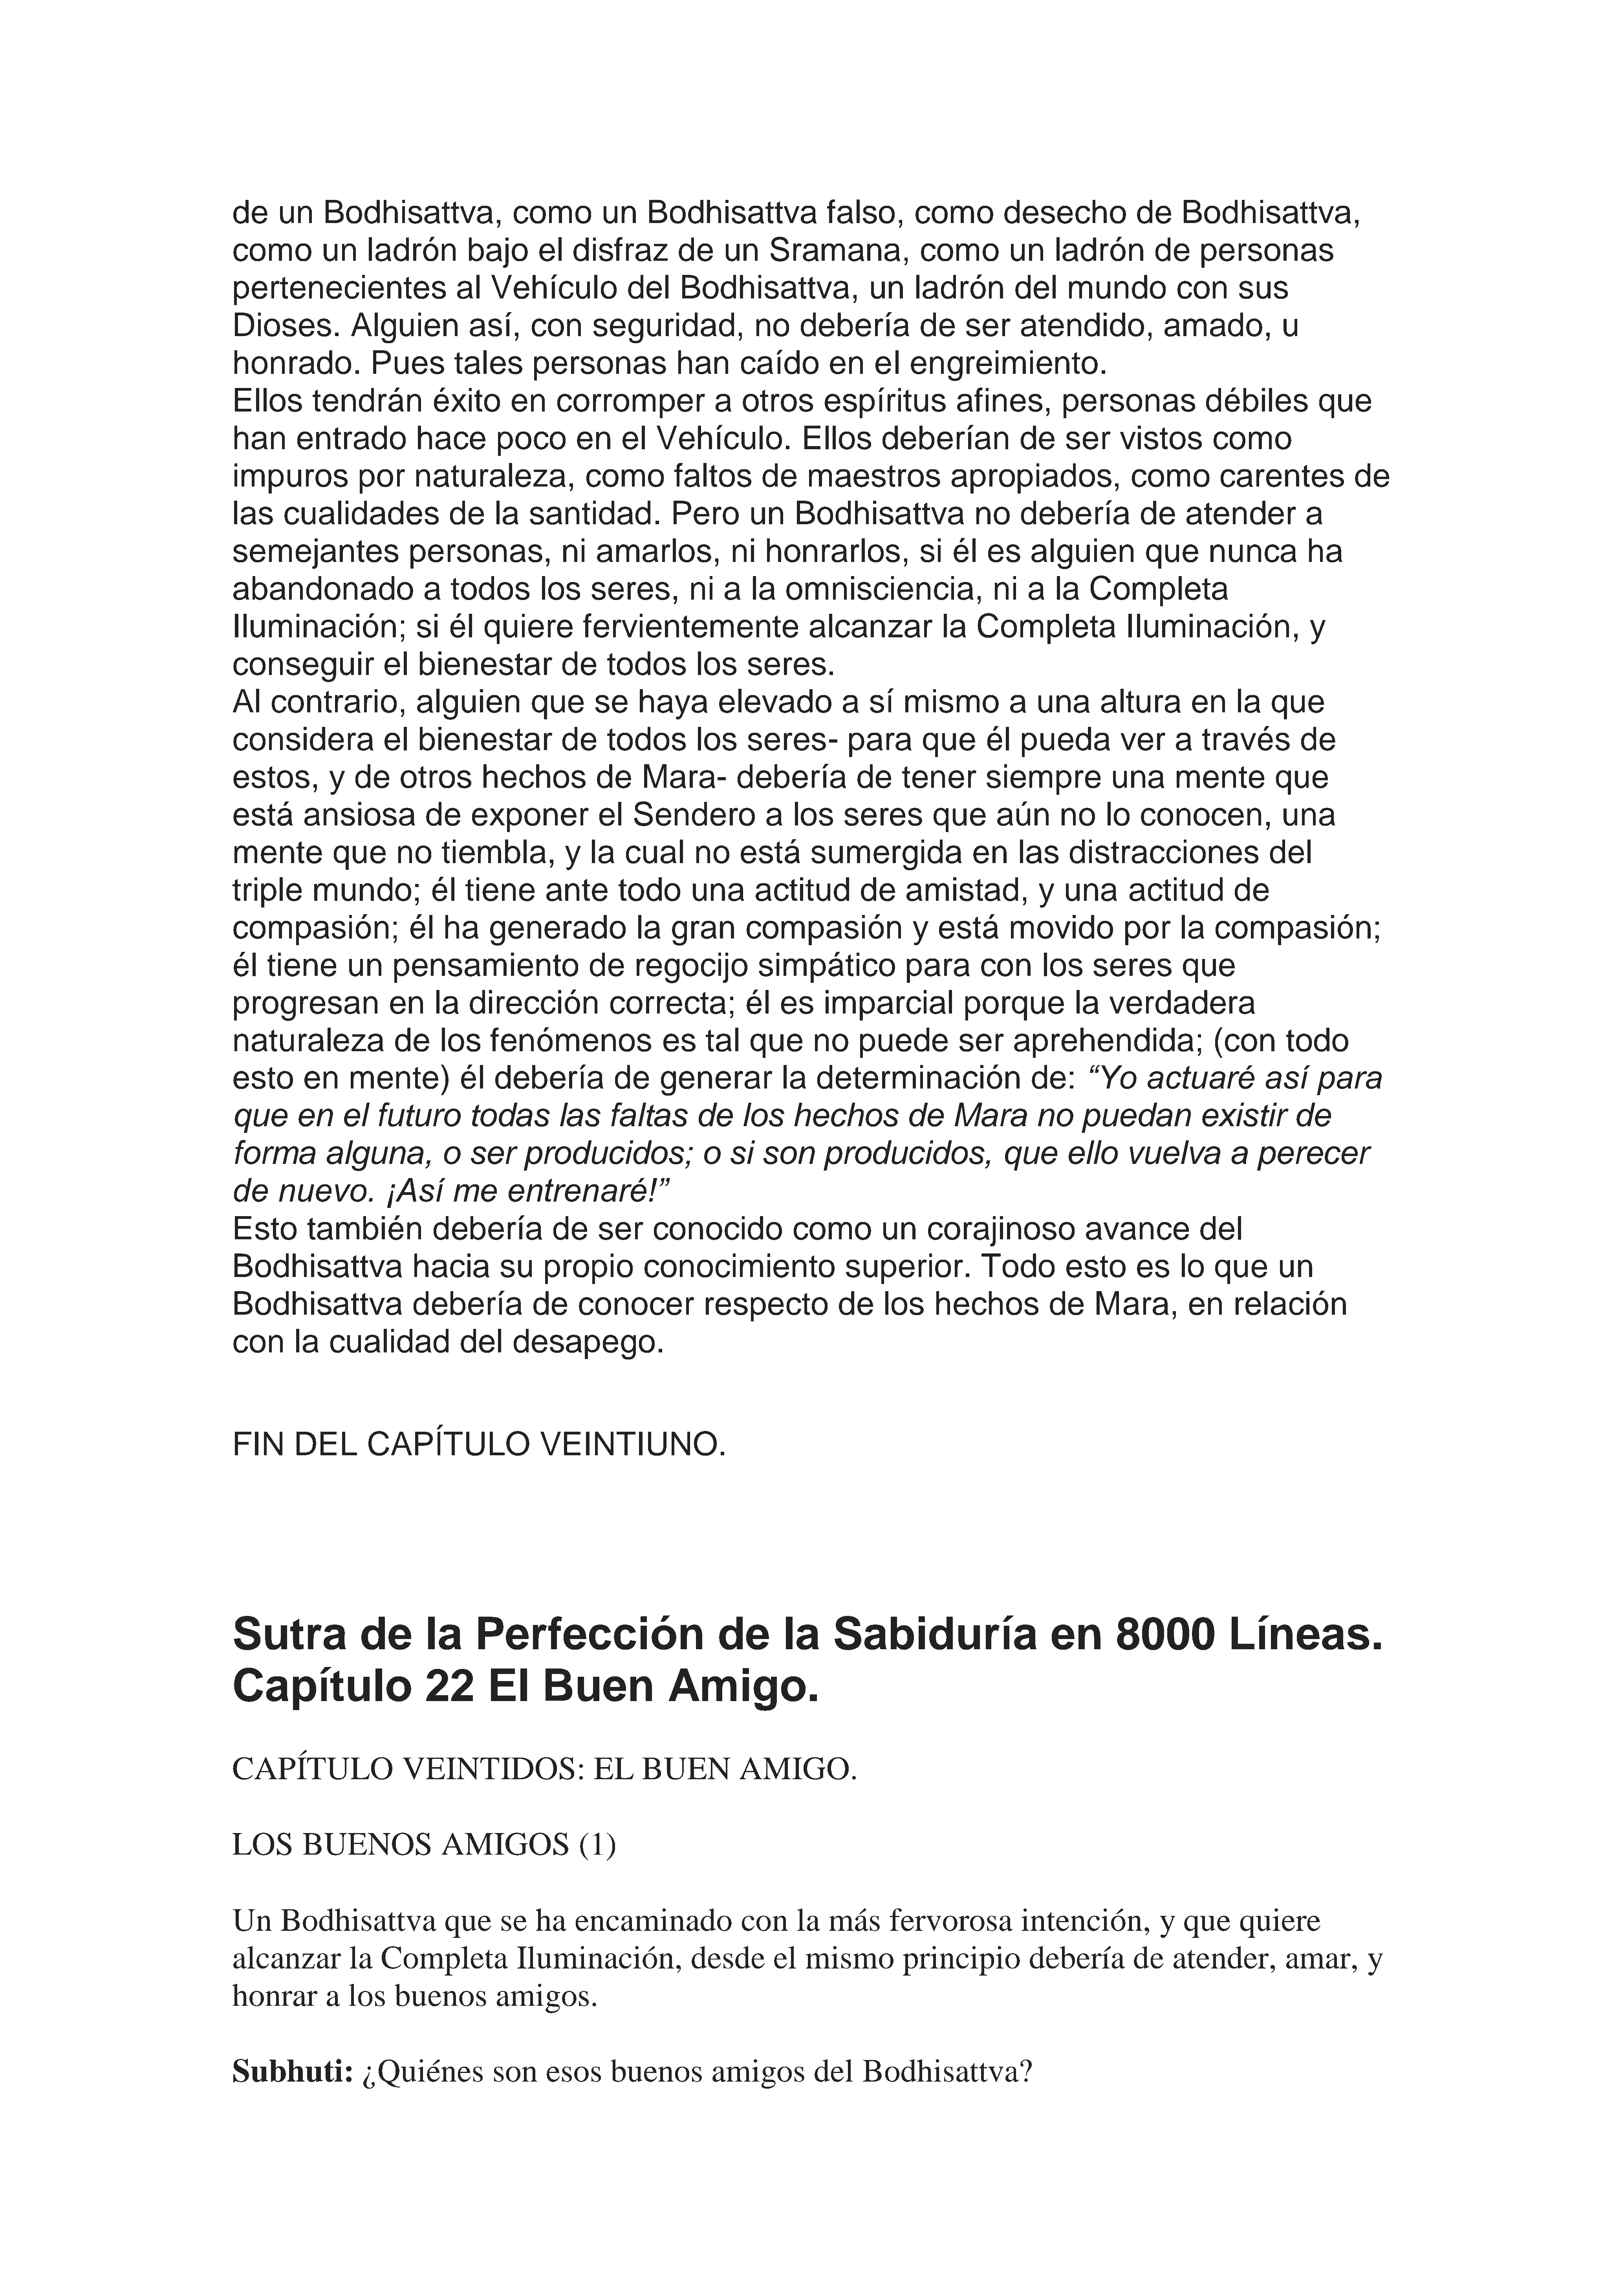 de un Bodhisattva, como un Bodhisattva falso, como desecho de Bodhisattva,
como un ladrón bajo el disfraz de un Sramana, como un ladrón de personas
pertenecientes al Vehículo del Bodhisattva, un ladrón del mundo con sus
Dioses. Alguien así, con seguridad, no debería de ser atendido, amado, u
honrado. Pues tales personas han caído en el engreimiento.
Ellos tendrán éxito en corromper a otros espíritus afines, personas débiles que
han entrado hace poco en el Vehículo. Ellos deberían de ser vistos como
impuros por naturaleza, como faltos de maestros apropiados, como carentes de
las cualidades de la santidad. Pero un Bodhisattva no debería de atender a
semejantes personas, ni amarlos, ni honrarlos, si él es alguien que nunca ha
abandonado a todos los seres, ni a la omnisciencia, ni a la Completa
Iluminación; si él quiere fervientemente alcanzar la Completa Iluminación, y
conseguir el bienestar de todos los seres.
Al contrario, alguien que se haya elevado a sí mismo a una altura en la que
considera el bienestar de todos los seres- para que él pueda ver a través de
estos, y de otros hechos de Mara- debería de tener siempre una mente que
está ansiosa de exponer el Sendero a los seres que aún no lo conocen, una
mente que no tiembla, y la cual no está sumergida en las distracciones del
triple mundo; él tiene ante todo una actitud de amistad, y una actitud de
compasión; él ha generado la gran compasión y está movido por la compasión;
él tiene un pensamiento de regocijo simpático para con los seres que
progresan en la dirección correcta; él es imparcial porque la verdadera
naturaleza de los fenómenos es tal que no puede ser aprehendida; (con todo
esto en mente) él debería de generar la determinación de: “Yo actuaré así para
que en el futuro todas las faltas de los hechos de Mara no puedan existir de
forma alguna, o ser producidos; o si son producidos, que ello vuelva a perecer
de nuevo. ¡Así me entrenaré!”
Esto también debería de ser conocido como un corajinoso avance del
Bodhisattva hacia su propio conocimiento superior. Todo esto es lo que un
Bodhisattva debería de conocer respecto de los hechos de Mara, en relación
con la cualidad del desapego.
FIN DEL CAPÍTULO VEINTIUNO.
Sutra de la Perfección de la Sabiduría en 8000 Líneas.
Capítulo 22 El Buen Amigo.
CAPÍTULO VEINTIDOS: EL BUEN AMIGO.
LOS BUENOS AMIGOS (1)
Un Bodhisattva que se ha encaminado con la más fervorosa intención, y que quiere
alcanzar la Completa Iluminación, desde el mismo principio debería de atender, amar, y
honrar a los buenos amigos.
Subhuti: ¿Quiénes son esos buenos amigos del Bodhisattva?